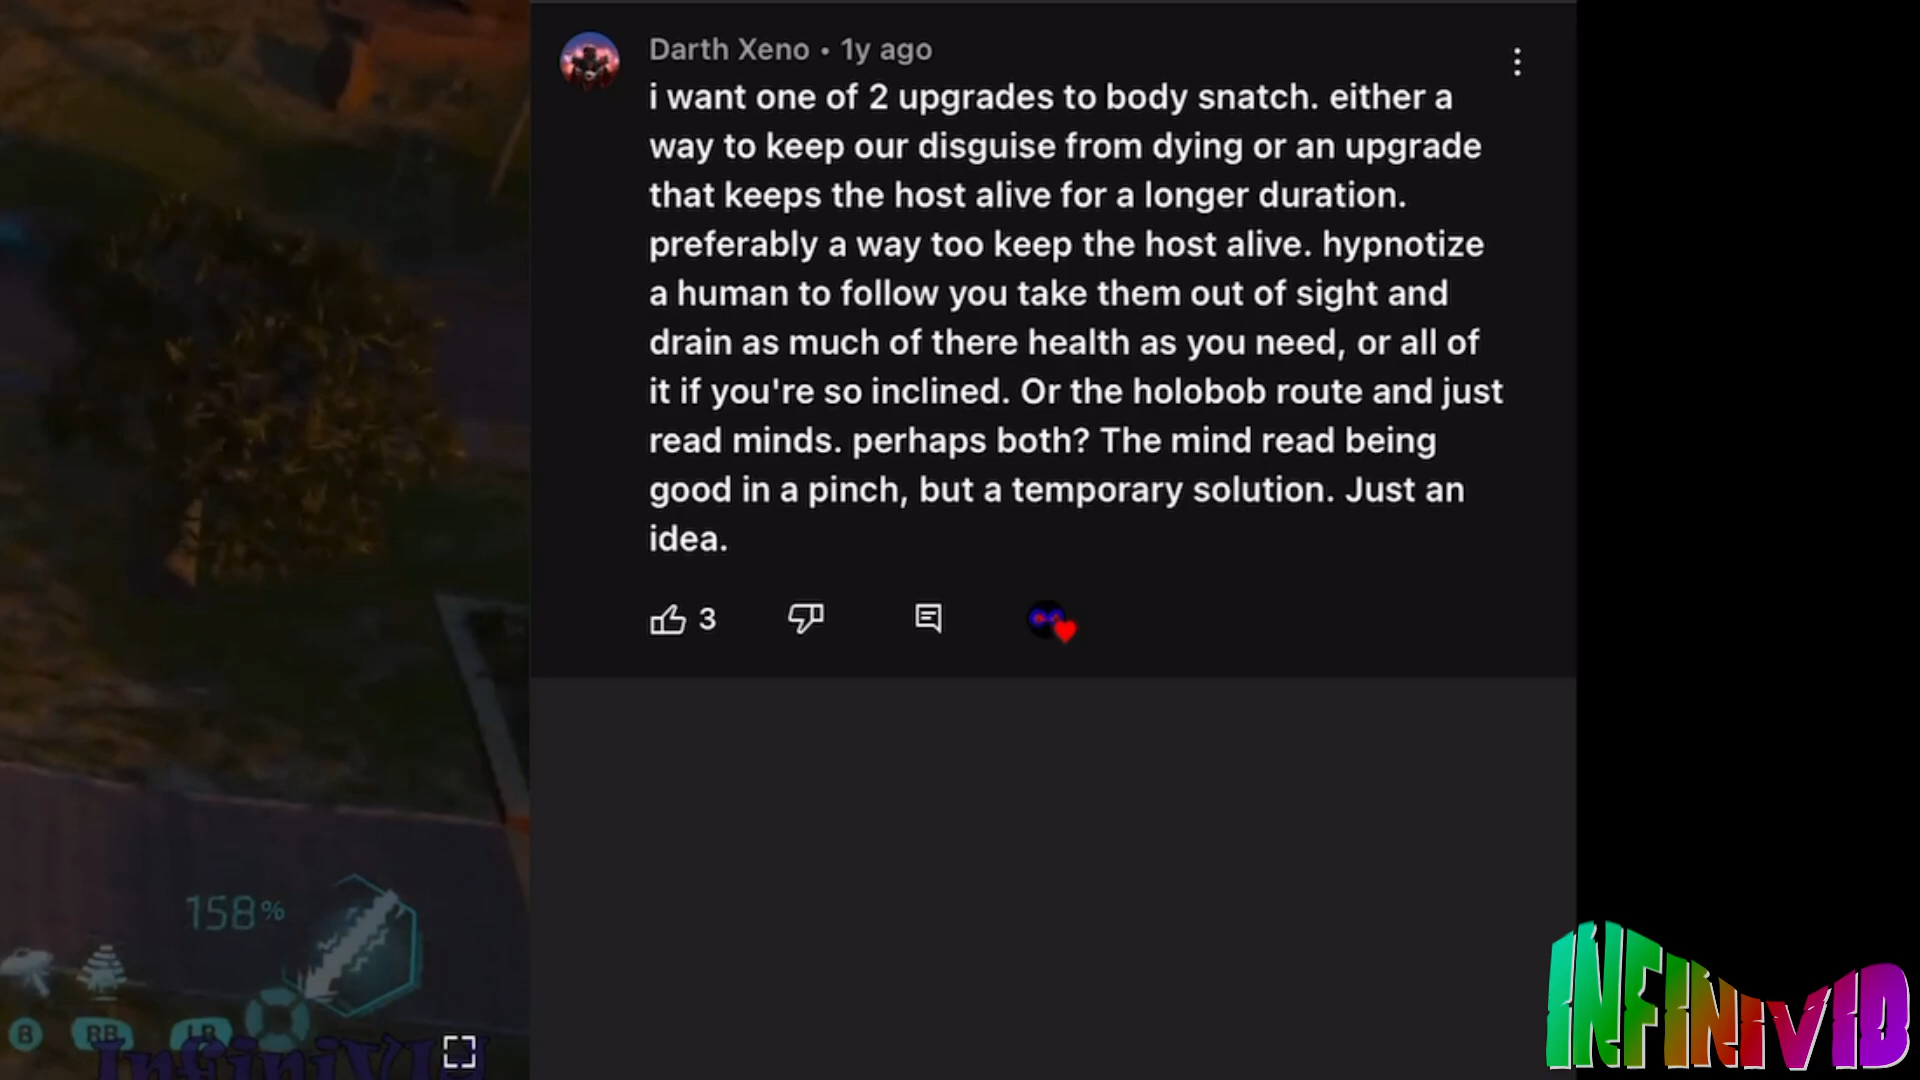 Darth Xeno • 1y ago
i want one of 2 upgrades to body snatch. either a
way to keep our disguise from dying or an upgrade
that keeps the host alive for a longer duration.
preferably a way too keep the host alive. hypnotize
a human to follow you take them out of sight and
drain as much of there health as you need, or all of
it if you're so inclined. Or the holobob route and just
read minds. perhaps both? The mind read being
good in a pinch, but a temporary solution. Just an
idea.
3
158%
B RB LB
InfiniVID
INFINIVID